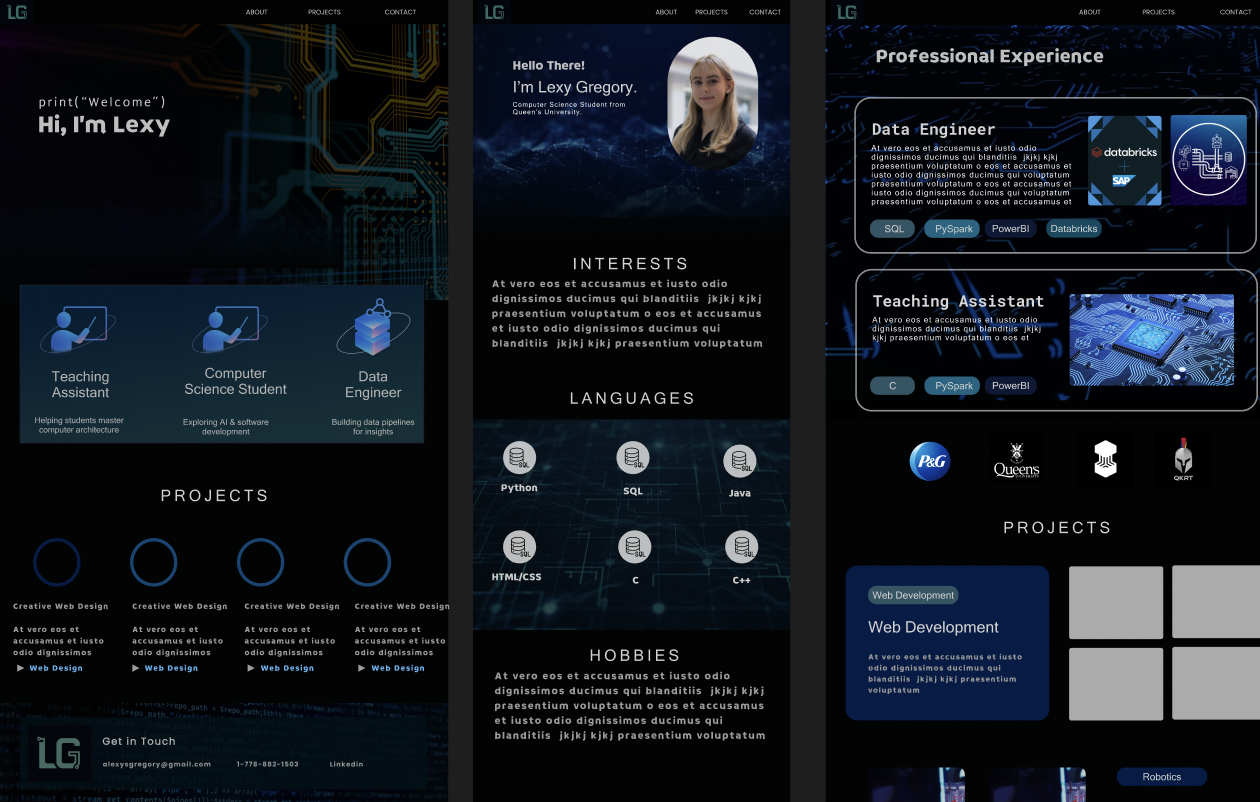 LG
ABOUT PROJECTS CONTACT
print("Welcome")
Hi, I'm Lexy
Teaching
Assistant
Helping students master
computer architecture
Computer
Science Student
Exploring AI & software
development
Data
Engineer
Building data pipelines
for insights
PROJECTS
Creative Web Design
At vero eos et
accusamus et iusto
odio dignissimos
Web Design
Creative Web Design
At vero eos et
accusamus et iusto
odio dignissimos
Web Design
Creative Web Design
At vero eos et
accusamus et iusto
odio dignissimos
Web Design
Creative Web Design
At vero eos et
accusamus et iusto
odio dignissimos
Web Design
LG
Get in Touch
alexysgregory@gmail.com 1-778-882-1503 Linkedin
LG
ABOUT PROJECTS CONTACT
Hello There!
I'm Lexy Gregory.
Computer Science Student from
Queen's University.
INTERESTS
At vero eos et accusamus et iusto odio
dignissimos ducimus qui blanditiis jkjkj kjkj
praesentium voluptatum o eos et accusamus
et iusto odio dignissimos ducimus qui
blanditiis jkjkj kjkj praesentium voluptatum
LANGUAGES
SQL SQL SQL
Python SQL Java
SQL SQL SQL
HTML/CSS C C++
HOBBIES
At vero eos et accusamus et iusto odio
dignissimos ducimus qui blanditiis jkjkj kjkj
praesentium voluptatum o eos et accusamus
et iusto odio dignissimos ducimus qui
blanditiis jkjkj kjkj praesentium voluptatum
LG
ABOUT PROJECTS CONTACT
Professional Experience
Data Engineer
At vero eos et accusamus et iusto odio
dignissimos ducimus qui blanditiis jkjkj kjkj
praesentium voluptatum o eos et accusamus et
iusto odio dignissimos ducimus qui voluptatum
praesentium voluptatum o eos et accusamus et
iusto odio dignissimos ducimus qui voluptatum
praesentium voluptatum o eos et accusamus et
databricks
SAP
SQL PySpark PowerBI Databricks
Teaching Assistant
At vero eos et accusamus et iusto odio
dignissimos ducimus qui blanditiis jkjkj
kjkj praesentium voluptatum o eos et
C PySpark PowerBI
P&G
Queen's
UNIVERSITY
QKRT
PROJECTS
Web Development
Web Development
At vero eos et accusamus et iusto
odio dignissimos ducimus qui
blanditiis jkjkj kjkj praesentium
voluptatum
Robotics